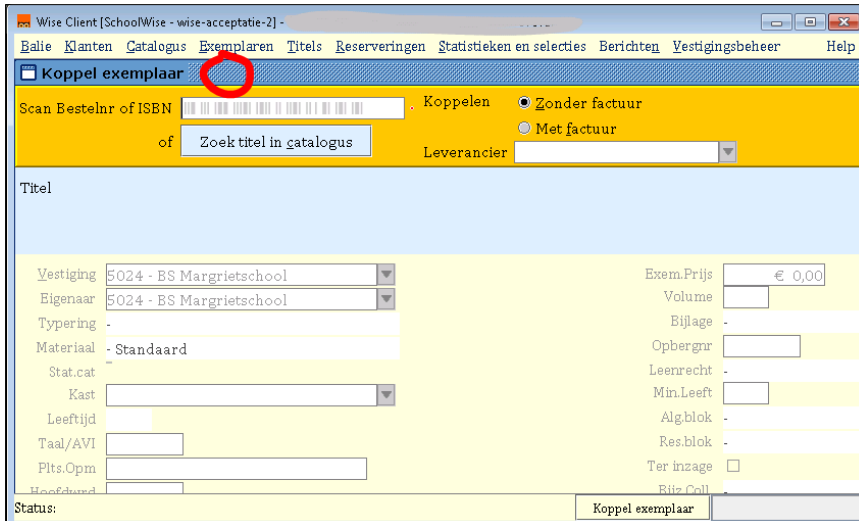 Wise Client [SchoolWise - wise-acceptatie-2] -
Balie Klanten Catalogus Exemplaren Titels Reserveringen Statistieken en selecties Berichten Vestigingsbeheer Help
Koppel exemplaar
Scan Bestelnr of ISBN . Koppelen Zonder factuur
of Zoek titel in catalogus Met factuur
Leverancier
Titel
Vestiging 5024 - BS Margrietschool Exem.Prijs € 0,00
Eigenaar 5024 - BS Margrietschool Volume
Typering - Bijlage -
Materiaal - Standaard Opbergnr
Stat.cat - Leenrecht -
Kast Min.Leeft
Leeftijd Alg.blok -
Taal/AVI Res.blok -
Plts.Opm Ter inzage
Hoofdwrd Bijz.Coll. -
Status: Koppel exemplaar